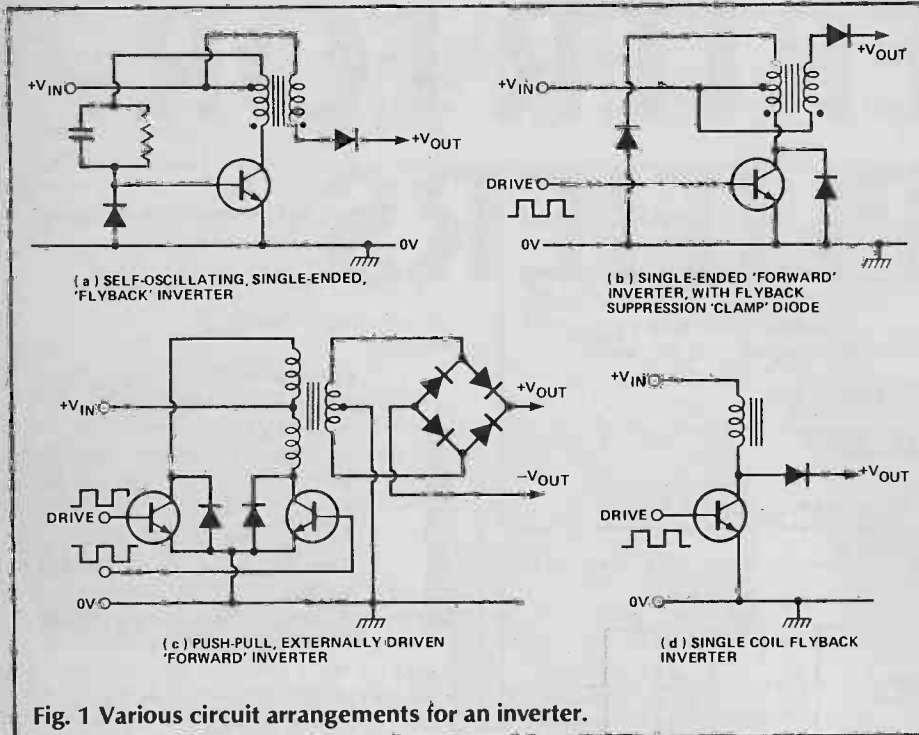 +VIN
+VOUT
0V
(a) SELF-OSCILLATING, SINGLE-ENDED,
'FLYBACK' INVERTER
+VOUT
+VIN
DRIVE
0V
(b) SINGLE-ENDED 'FORWARD'
INVERTER, WITH FLYBACK
SUPPRESSION 'CLAMP' DIODE
+VIN
+VOUT
-VOUT
DRIVE
0V
(c) PUSH-PULL, EXTERNALLY DRIVEN
'FORWARD' INVERTER
+VIN
+VOUT
DRIVE
0V
(d) SINGLE COIL FLYBACK
INVERTER
Fig. 1 Various circuit arrangements for an inverter.